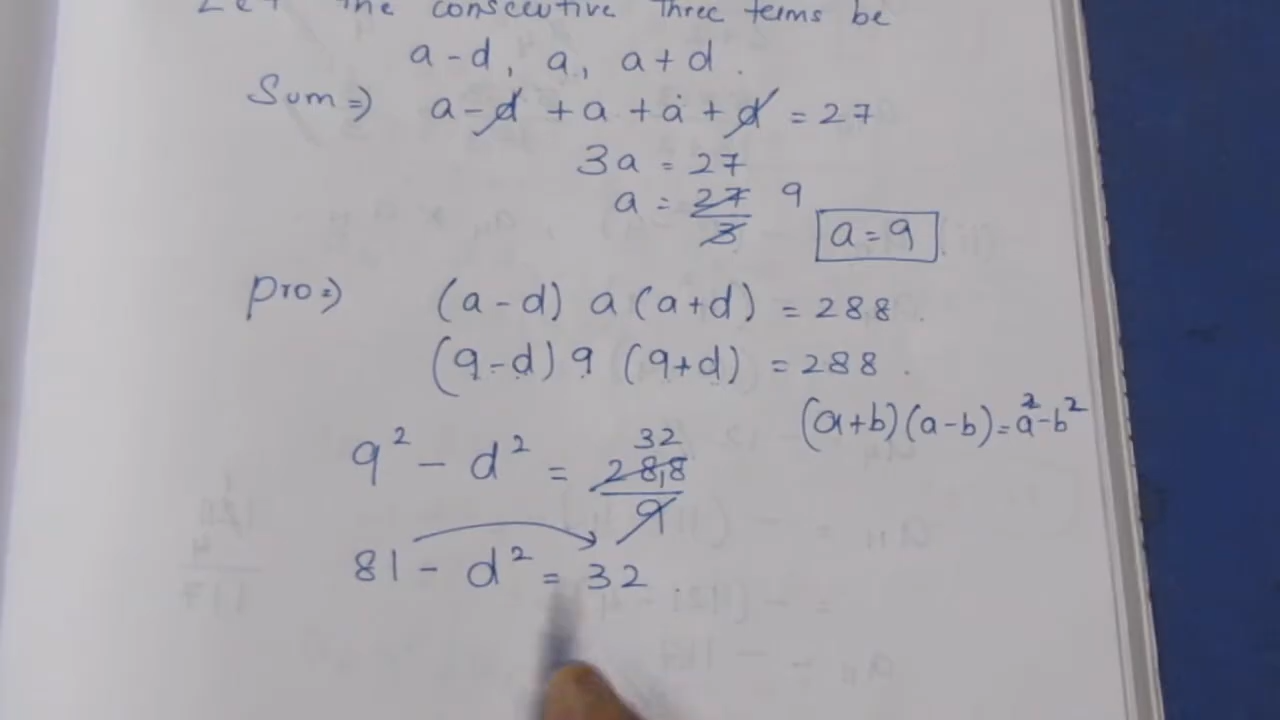 Let the consecutive three terms be
a-d, a, a+d.
Sum⇒) a-d+a+a+d = 27
3a = 27
a = 27/3 9
a=9
pro⇒) (a-d) a (a+d) = 288.
(9-d) 9 (9+d) = 288.
(a+b)(a-b)=a²-b²
9² - d² = 288/9 32
81 - d² = 32.